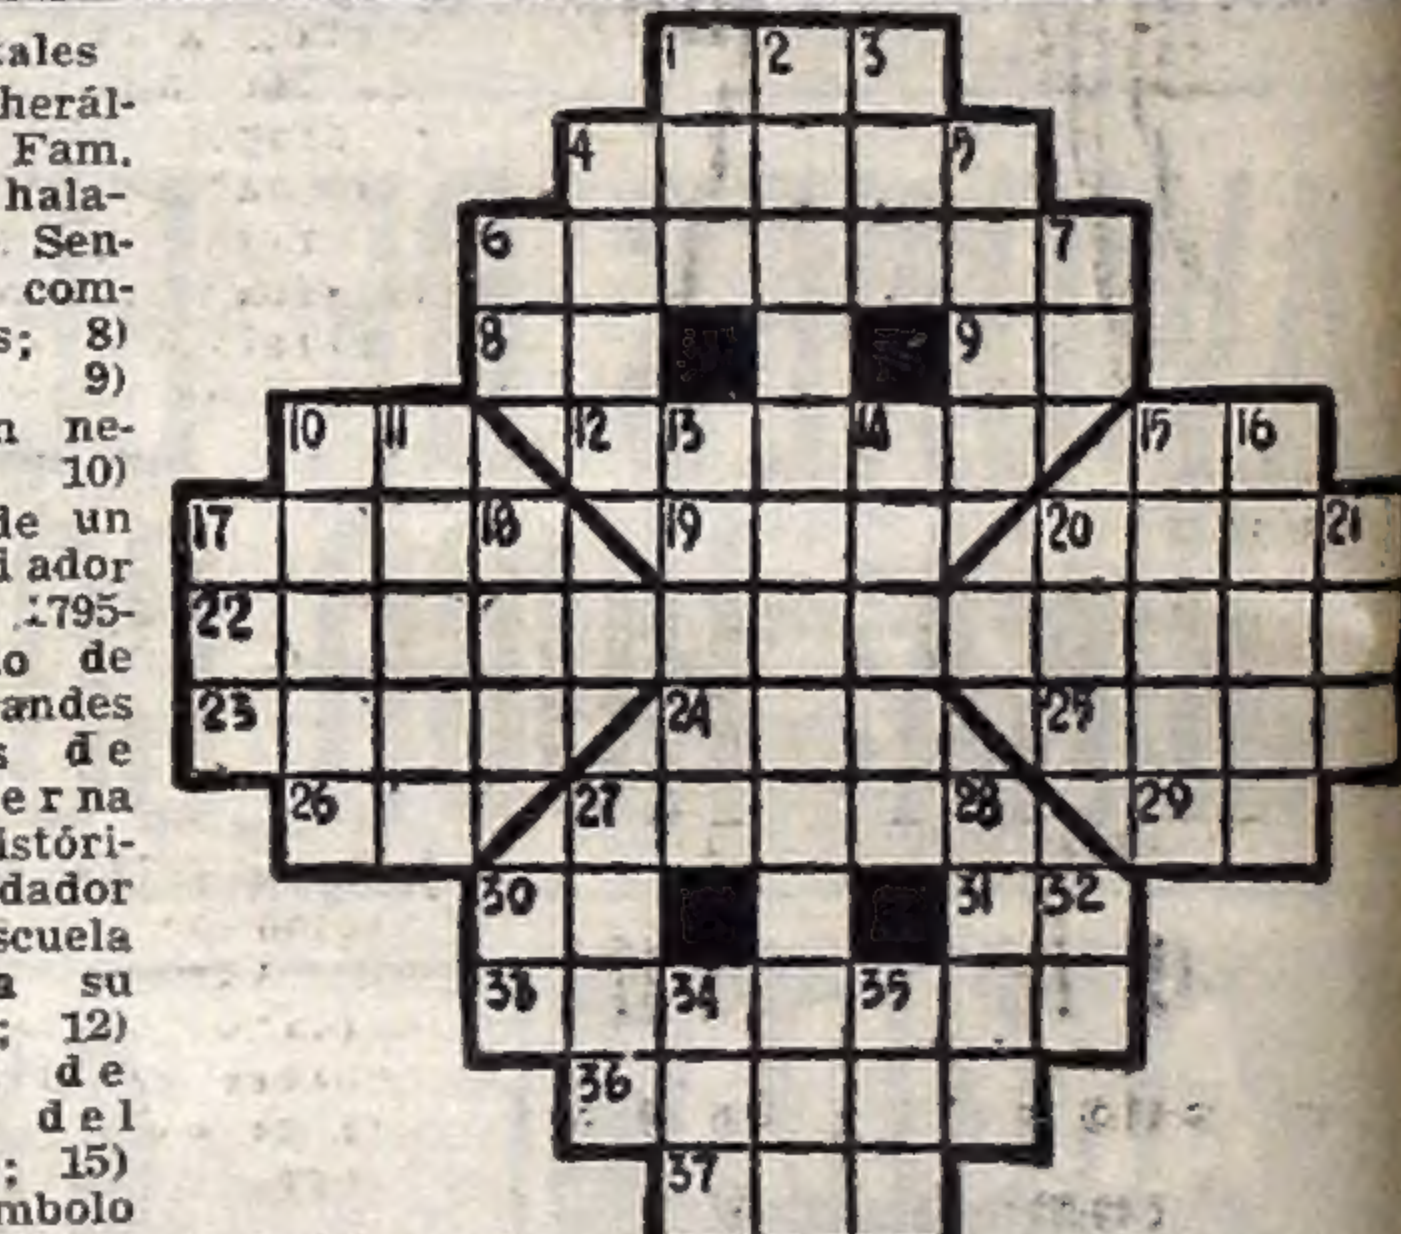 tales
herál-
Fam.
hala-
Sen-
com-
s; 8)
9)
n ne-
10)
de un
iador
1795-
o de
andes
s de
erna
istóri-
dador
scuela
a su
; 12)
de
del
; 15)
mbolo
1 2 3
4 5
6 7
8 9
10 11 12 13 14 15 16
17 18 19 20 21
22
23 24 25
26 27 28 29
30 31 32
33 34 35
36
37